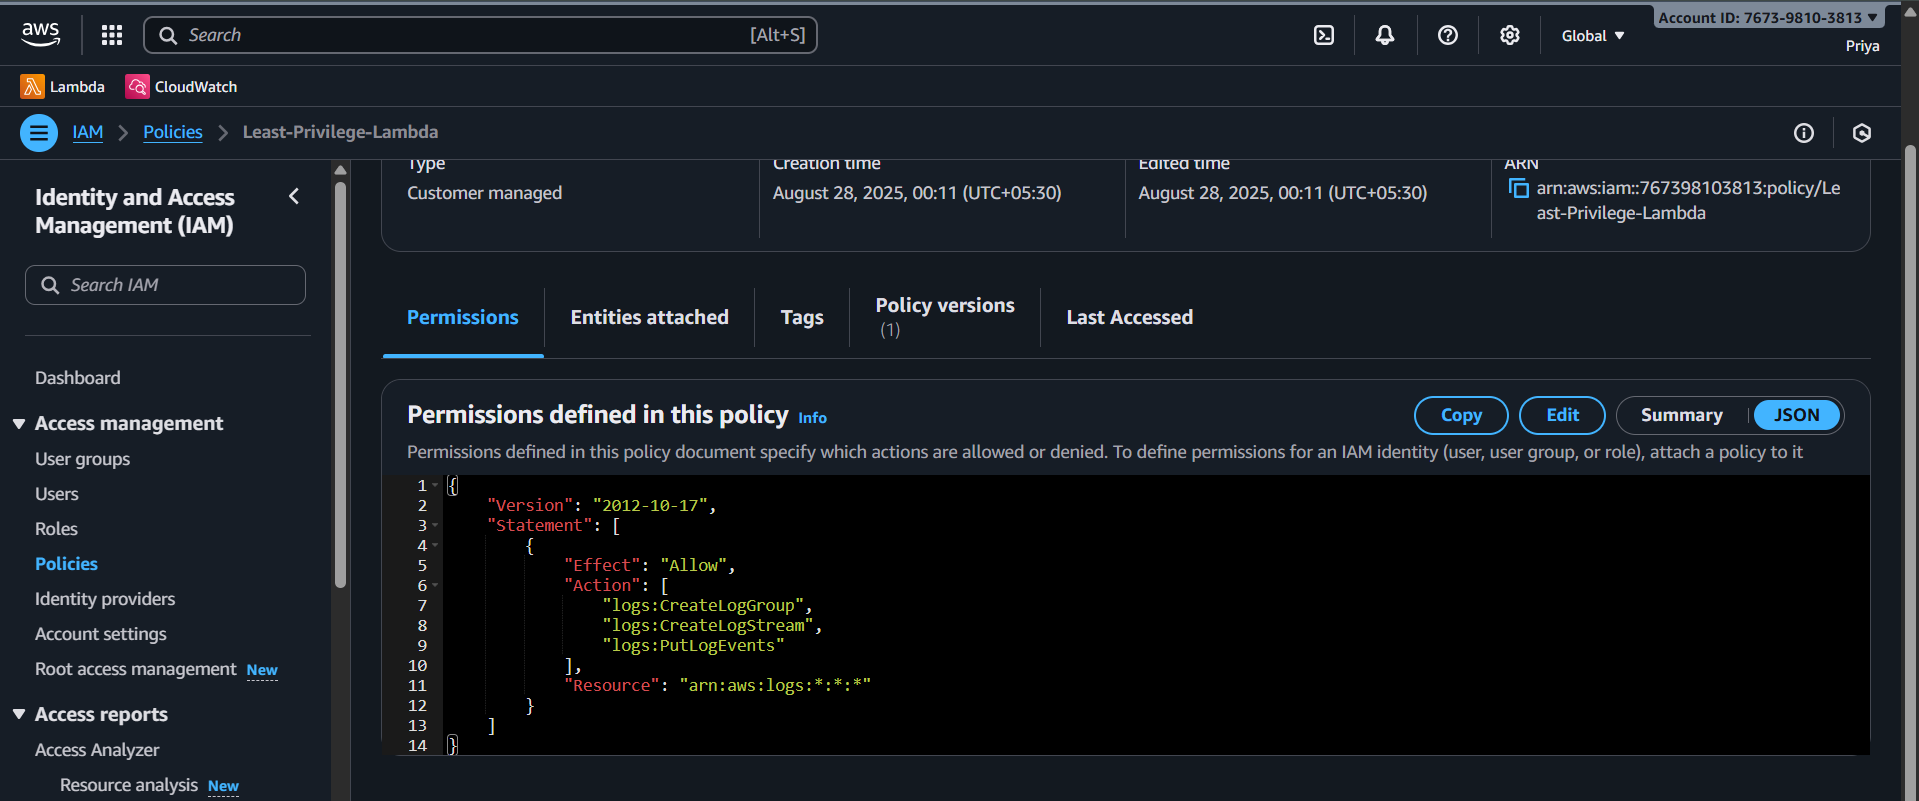 aws
Search
[Alt+S]
Global
Account ID: 7673-9810-3813
Priya
Lambda
CloudWatch
IAM
Policies
Least-Privilege-Lambda
Identity and Access
Management (IAM)
Search IAM
Dashboard
Access management
User groups
Users
Roles
Policies
Identity providers
Account settings
Root access management New
Access reports
Access Analyzer
Resource analysis New
Type
Customer managed
Creation time
August 28, 2025, 00:11 (UTC+05:30)
Edited time
August 28, 2025, 00:11 (UTC+05:30)
ARN
arn:aws:iam::767398103813:policy/Le
ast-Privilege-Lambda
Permissions
Entities attached
Tags
Policy versions
(1)
Last Accessed
Permissions defined in this policy Info
Copy
Edit
Summary
JSON
Permissions defined in this policy document specify which actions are allowed or denied. To define permissions for an IAM identity (user, user group, or role), attach a policy to it
1 {
2 "Version": "2012-10-17",
3 "Statement": [
4 {
5 "Effect": "Allow",
6 "Action": [
7 "logs:CreateLogGroup",
8 "logs:CreateLogStream",
9 "logs:PutLogEvents"
10 ],
11 "Resource": "arn:aws:logs:*:*:*"
12 }
13 ]
14 }